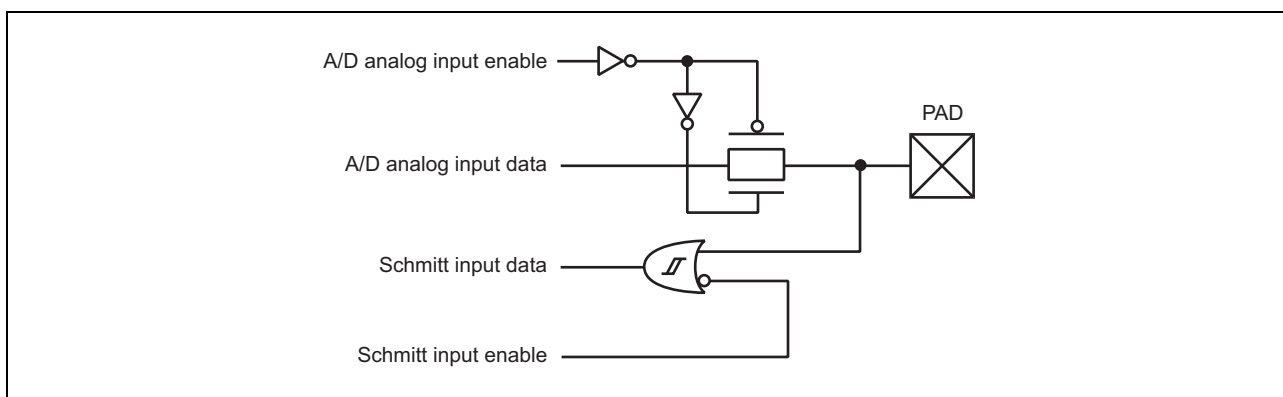 A/D analog input enable
PAD
A/D analog input data
Schmitt input data
Schmitt input enable